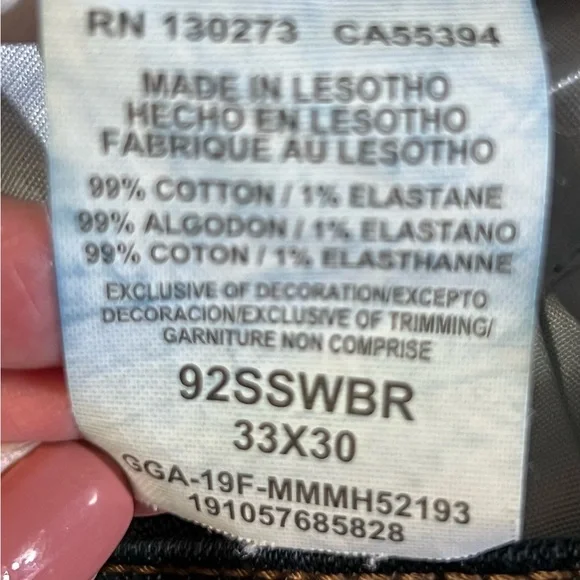 RN 130273 CA55394
MADE IN LESOTHO
HECHO EN LESOTHO
FABRIQUE AU LESOTHO
99% COTTON / 1% ELASTANE
99% ALGODON / 1% ELASTANO
99% COTON / 1% ELASTHANNE
EXCLUSIVE OF DECORATION/EXCEPTO
DECORACION/EXCLUSIVE OF TRIMMING/
GARNITURE NON COMPRISE
92SSWBR
33X30
GGA-19F-MMMH52193
191057685828